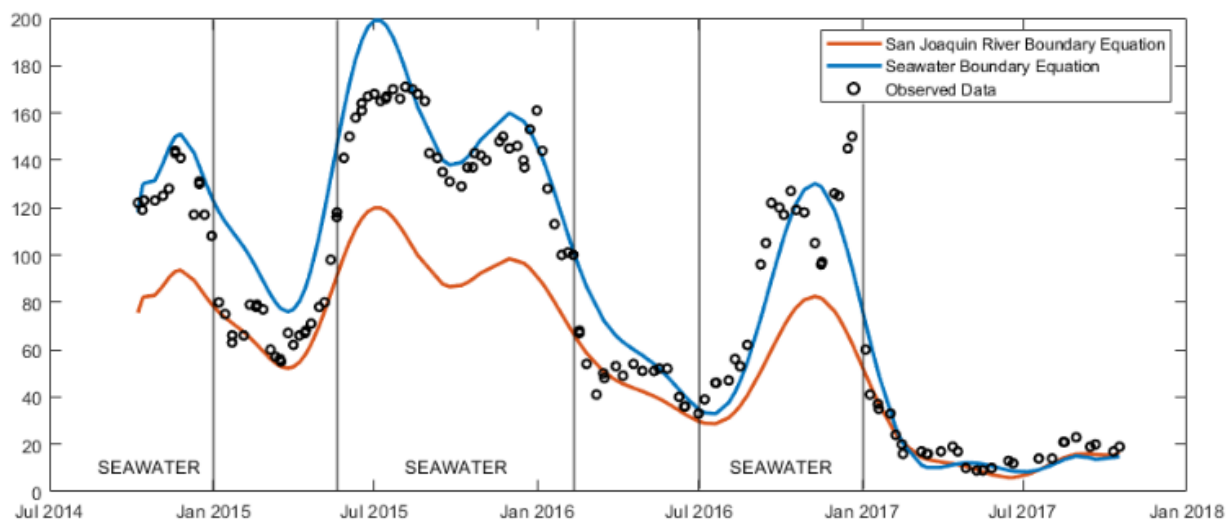 200
180
160
140
120
100
80
60
40
20
0
San Joaquin River Boundary Equation
Seawater Boundary Equation
Observed Data
SEAWATER SEAWATER SEAWATER
Jul 2014 Jan 2015 Jul 2015 Jan 2016 Jul 2016 Jan 2017 Jul 2017 Jan 2018